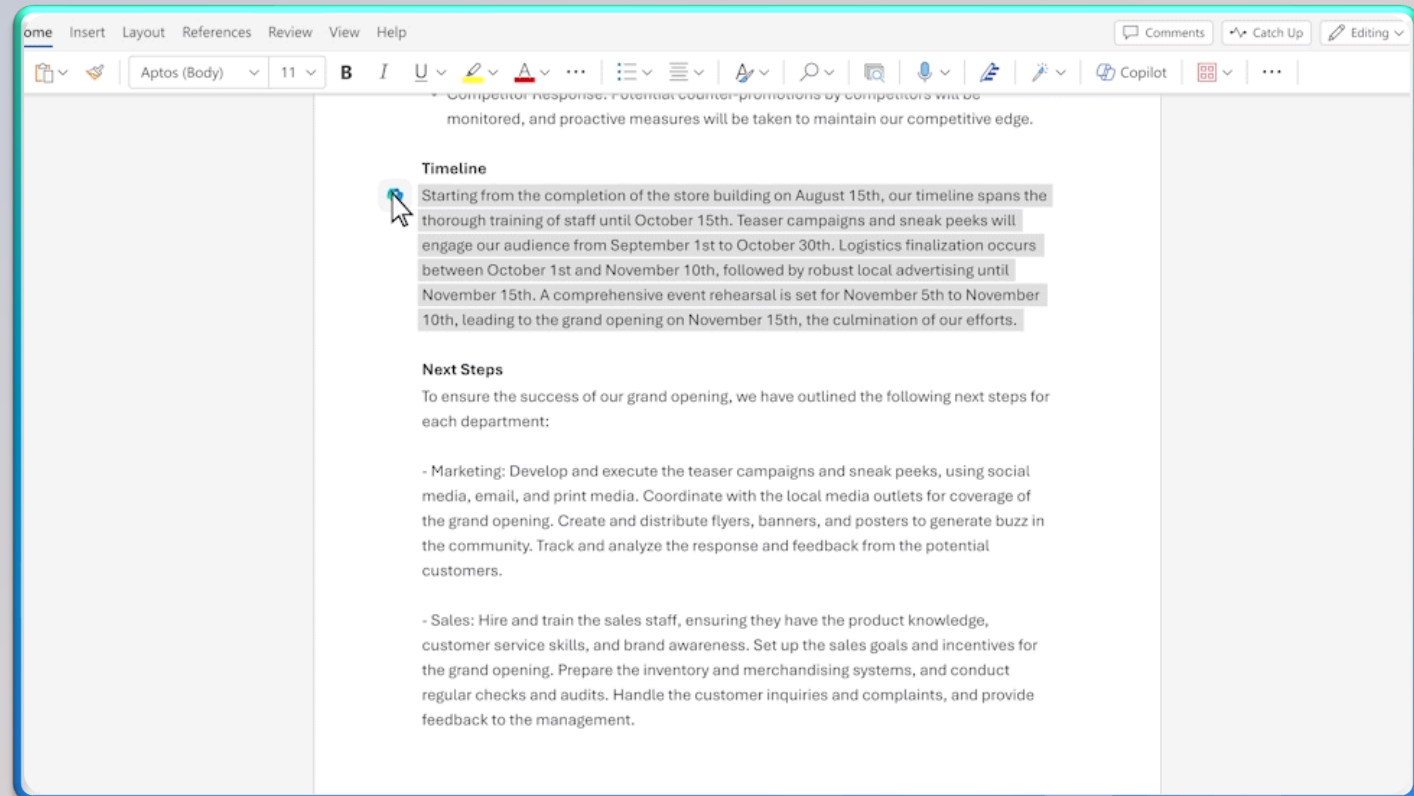 ome Insert Layout References Review View Help Comments Catch Up Editing
Aptos (Body) 11 B I U A A Copilot
Competitor Response: Potential counter-promotions by competitors will be
monitored, and proactive measures will be taken to maintain our competitive edge.
Timeline
Starting from the completion of the store building on August 15th, our timeline spans the
thorough training of staff until October 15th. Teaser campaigns and sneak peeks will
engage our audience from September 1st to October 30th. Logistics finalization occurs
between October 1st and November 10th, followed by robust local advertising until
November 15th. A comprehensive event rehearsal is set for November 5th to November
10th, leading to the grand opening on November 15th, the culmination of our efforts.
Next Steps
To ensure the success of our grand opening, we have outlined the following next steps for
each department:
- Marketing: Develop and execute the teaser campaigns and sneak peeks, using social
media, email, and print media. Coordinate with the local media outlets for coverage of
the grand opening. Create and distribute flyers, banners, and posters to generate buzz in
the community. Track and analyze the response and feedback from the potential
customers.
- Sales: Hire and train the sales staff, ensuring they have the product knowledge,
customer service skills, and brand awareness. Set up the sales goals and incentives for
the grand opening. Prepare the inventory and merchandising systems, and conduct
regular checks and audits. Handle the customer inquiries and complaints, and provide
feedback to the management.